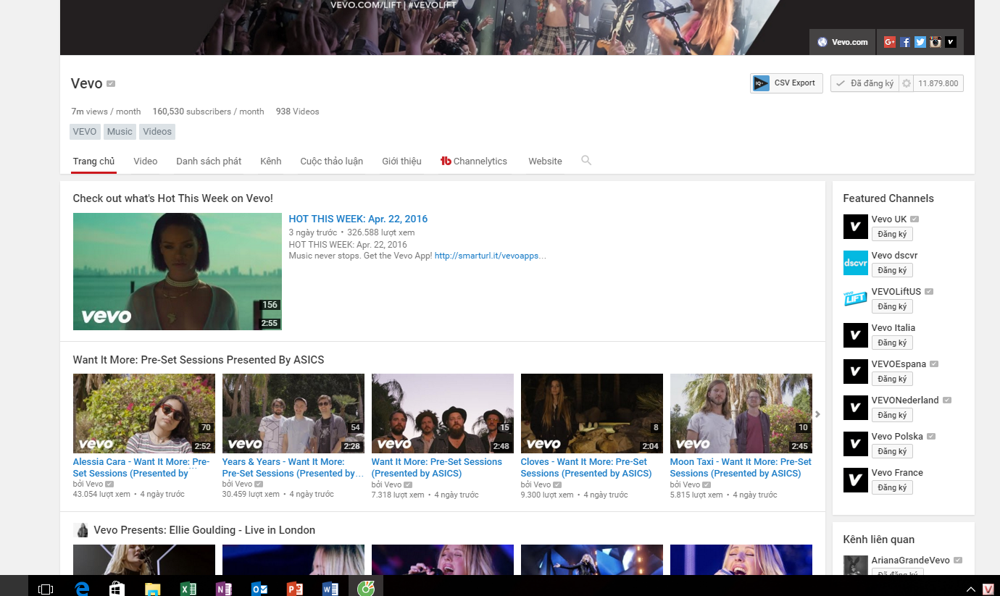 VEVO.COM/LIFT | #VEVOLIFT
Vevo.com
Vevo
CSV Export
Đã đăng ký
11.879.800
7m views / month 160,530 subscribers / month 938 Videos
VEVO Music Videos
Trang chủ Video Danh sách phát Kênh Cuộc thảo luận Giới thiệu Channelytics Website
Check out what's Hot This Week on Vevo!
vevo
156
2:55
HOT THIS WEEK: Apr. 22, 2016
3 ngày trước • 326.588 lượt xem
HOT THIS WEEK: Apr. 22, 2016
Music never stops. Get the Vevo App! http://smarturl.it/vevoapps...
Want It More: Pre-Set Sessions Presented By ASICS
vevo
70
2:52
Alessia Cara - Want It More: Pre-
Set Sessions (Presented by
bởi Vevo
43.054 lượt xem • 4 ngày trước
vevo
54
2:28
Years & Years - Want It More:
Pre-Set Sessions (Presented by...
bởi Vevo
30.459 lượt xem • 4 ngày trước
vevo
15
2:48
Want It More: Pre-Set Sessions
(Presented by ASICS)
bởi Vevo
7.318 lượt xem • 4 ngày trước
vevo
8
2:04
Cloves - Want It More: Pre-Set
Sessions (Presented by ASICS)
bởi Vevo
9.300 lượt xem • 4 ngày trước
vevo
10
2:45
Moon Taxi - Want It More: Pre-Set
Sessions (Presented by ASICS)
bởi Vevo
5.815 lượt xem • 4 ngày trước
Vevo Presents: Ellie Goulding - Live in London
Featured Channels
Vevo UK
Đăng ký
dscvr
Vevo dscvr
Đăng ký
vevo
LIFT
VEVOLiftUS
Đăng ký
Vevo Italia
Đăng ký
VEVOEspana
Đăng ký
VEVONederland
Đăng ký
Vevo Polska
Đăng ký
Vevo France
Đăng ký
Kênh liên quan
ArianaGrandeVevo
Đã đăng ký